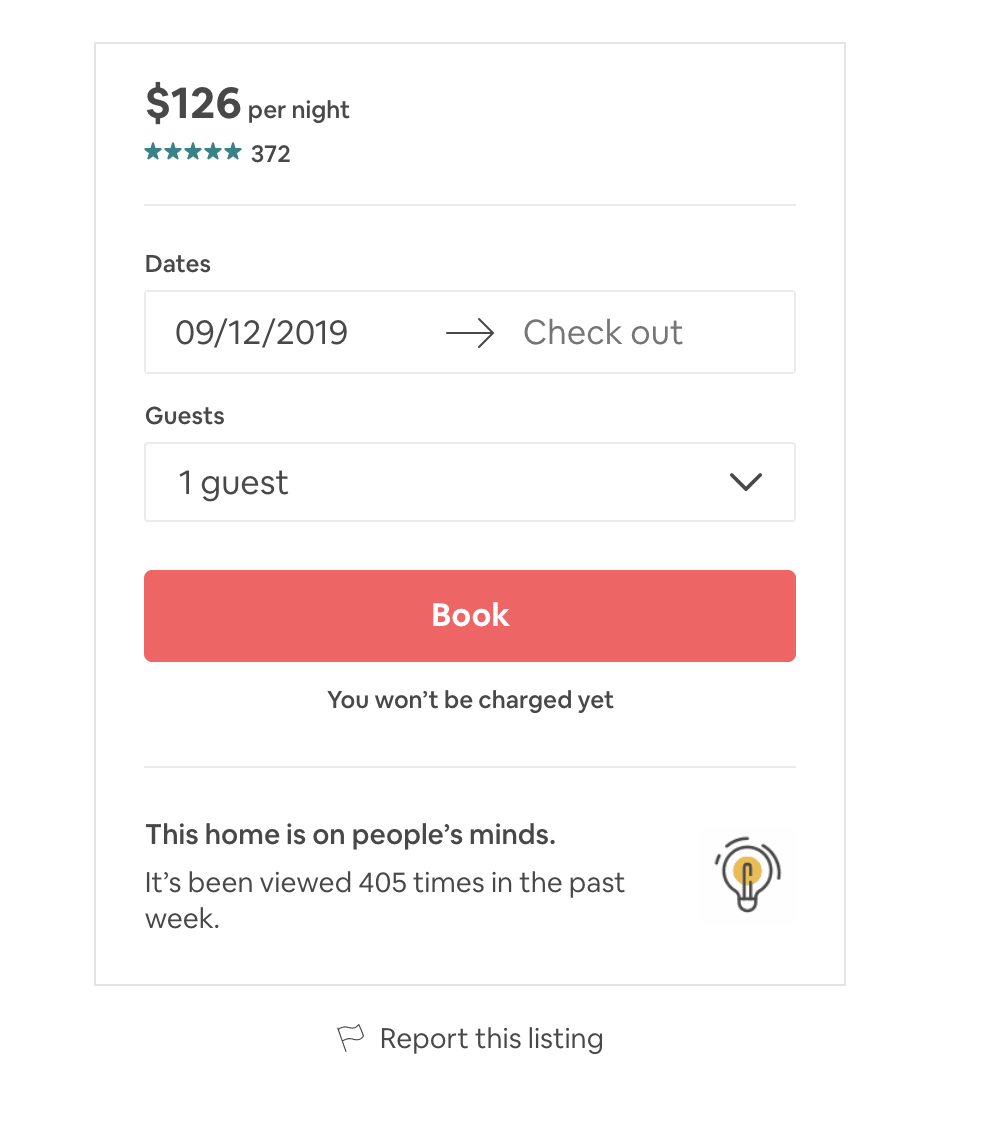 $126 per night
372
Dates
09/12/2019 Check out
Guests
1 guest
Book
You won’t be charged yet
This home is on people’s minds.
It’s been viewed 405 times in the past
week.
Report this listing